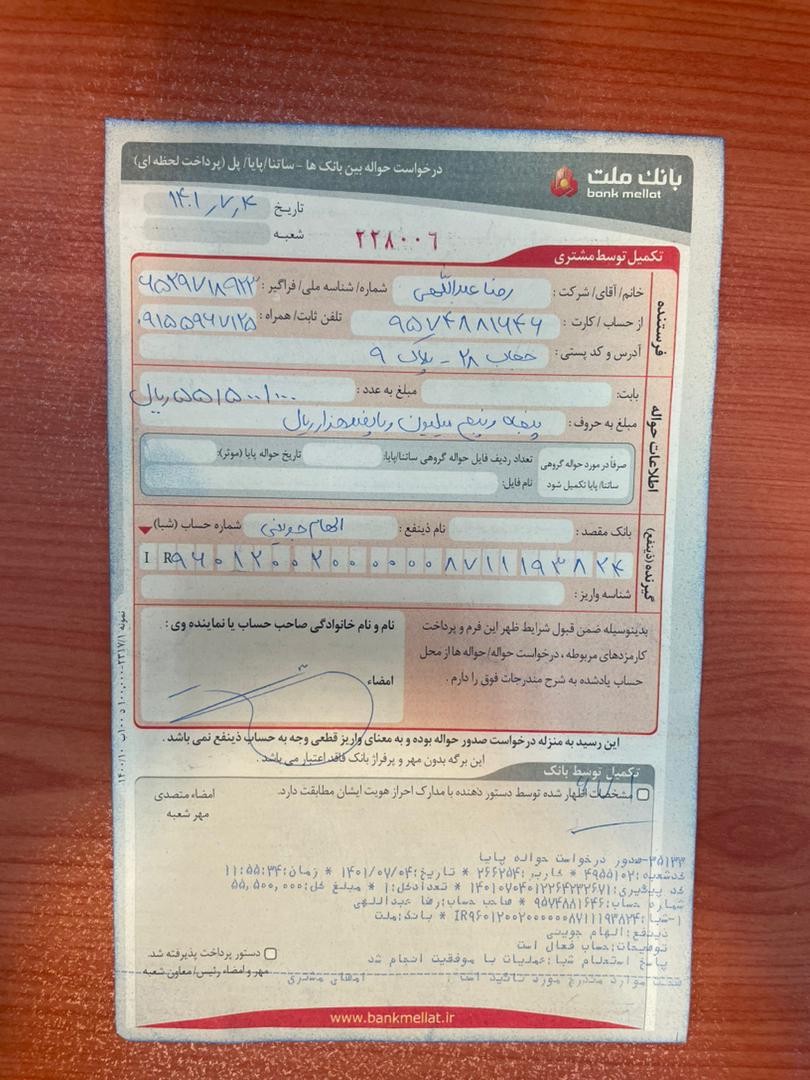 بانک ملت
bank mellat
درخواست حواله بین بانک ها - ساتنا/پایا/ پل (پرداخت لحظه ای)
تاریخ ۱۴۰۱/۷/۴
شعبه :
۲۲۸۰۰۶
تکمیل توسط مشتری
فرستنده
خانم/ آقای/ شرکت : رضا عبداللهی شماره/ شناسه ملی/ فراگیر :
از حساب / کارت : ۹۵۷۴۸۸۱۶۴۶ تلفن ثابت/ همراه : ۰۹۱۵۵۹۶۷۱۲۵
آدرس و کد پستی : ۲۸ - پلاک ۹
اطلاعات حواله
بابت: مبلغ به عدد : ۵۵/۵۰۰/۰۰۰ ریال
مبلغ به حروف : میلیون و پانصد هزار ریال
صرفاً در مورد حواله گروهی ساتنا/ پایا تکمیل شود
تعداد ردیف فایل حواله گروهی ساتنا/پایا: تاریخ حواله پایا (موثر):
نام فایل:
گیرنده (ذینفع)
بانک مقصد : نام ذینفع : الهام جوینی شماره حساب (شبا)
IR ۹۶۰۱۲۰۰۲۰۰۰۰۰۰۸۷۱۱۱۹۳۸۲۴
شناسه واریز :
بدینوسیله ضمن قبول شرایط ظهر این فرم و پرداخت
کارمزدهای مربوطه ، درخواست حواله/ حواله ها از محل
حساب یادشده به شرح مندرجات فوق را دارم .
نام و نام خانوادگی صاحب حساب یا نماینده وی :
امضاء
این رسید به منزله درخواست صدور حواله بوده و به معنای واریز قطعی وجه به حساب ذینفع نمی باشد .
این برگه بدون مهر و پرفراژ بانک فاقد اعتبار می باشد .
تکمیل توسط بانک
مشخصات اظهار شده توسط دستور دهنده با مدارک احراز هویت ایشان مطابقت دارد.
امضاء متصدی
مهر شعبه
۳۵۱۳۳-صدور درخواست حواله پایا
کدشعبه:۴۹۵۵۱۰۲ * کاربر:۲۶۶۲۵۴ * تاریخ:۱۴۰۱/۰۷/۰۴ * زمان:۱۱:۵۵:۳۴
کد پیگیری:۱۴۰۱۰۷۰۴۰۱۲۲۶۴۲۳۲۶۷۱ * تعدادکل:۱ * مبلغ کل:۵۵,۵۰۰,۰۰۰
شماره حساب:۹۵۷۴۸۸۱۶۴۶ * صاحب حساب:رضا عبداللهی
۱-شبا:IR۹۶۰۱۲۰۰۲۰۰۰۰۰۰۸۷۱۱۱۹۳۸۲۴ * بانک:ملت
ذینفع:الهام جوینی
توضیحات:حساب فعال است
پاسخ استعلام شبا:عملیات با موفقیت انجام شد
صحت موارد مندرج مورد تائید است . امضای مشتری
دستور پرداخت پذیرفته شد.
مهر و امضاء رئیس/ معاون شعبه
www.bankmellat.ir